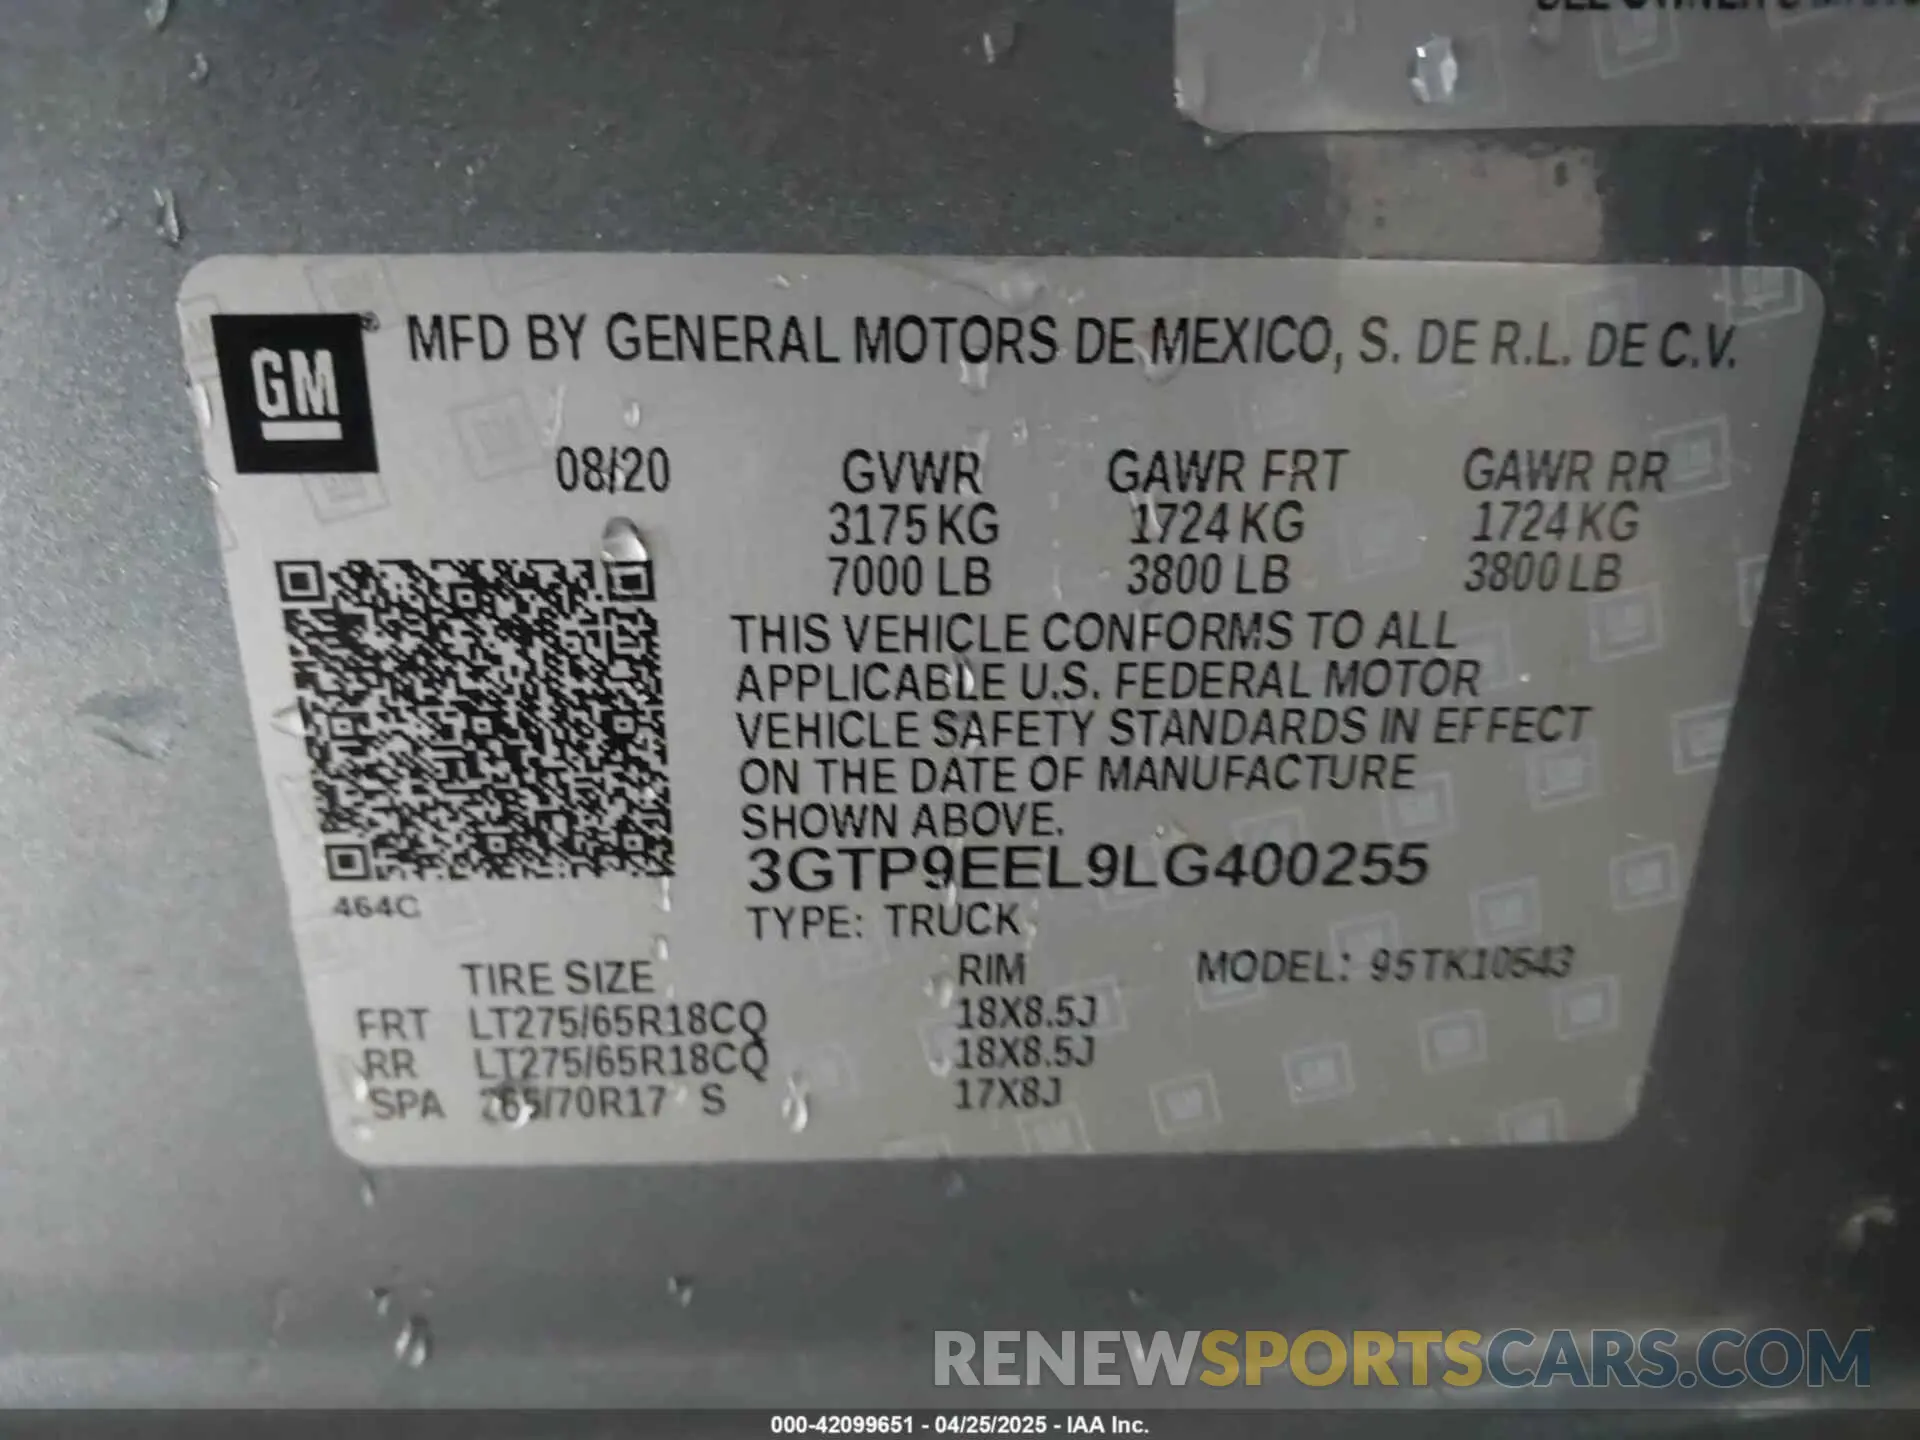 GM® MFD BY GENERAL MOTORS DE MEXICO, S. DE R.L. DE C.V.
08/20 GVWR GAWR FRT GAWR RR
3175 KG 1724 KG 1724 KG
7000 LB 3800 LB 3800 LB
THIS VEHICLE CONFORMS TO ALL
APPLICABLE U.S. FEDERAL MOTOR
VEHICLE SAFETY STANDARDS IN EFFECT
ON THE DATE OF MANUFACTURE
SHOWN ABOVE.
3GTP9EEL9LG400255
464C
TYPE: TRUCK
TIRE SIZE RIM MODEL: 95TK10543
FRT LT275/65R18CQ 18X8.5J
RR LT275/65R18CQ 18X8.5J
SPA 265/70R17 S 17X8J
RENEWSPORTSCARS.COM
000-42099651 - 04/25/2025 - IAA Inc.